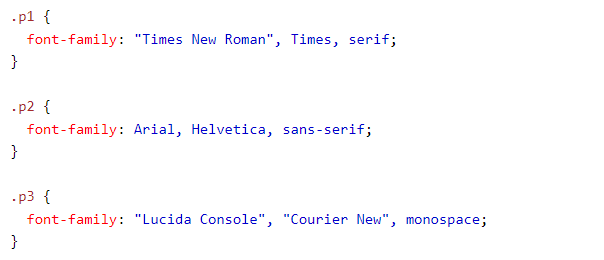 .p1 {
  font-family: "Times New Roman", Times, serif;
}
.p2 {
  font-family: Arial, Helvetica, sans-serif;
}
.p3 {
  font-family: "Lucida Console", "Courier New", monospace;
}